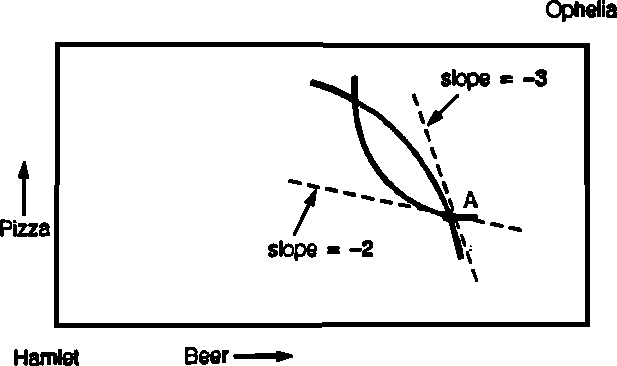 Ophelia
slope = -3
A
Pizza
slope = -2
Hamlet
Beer